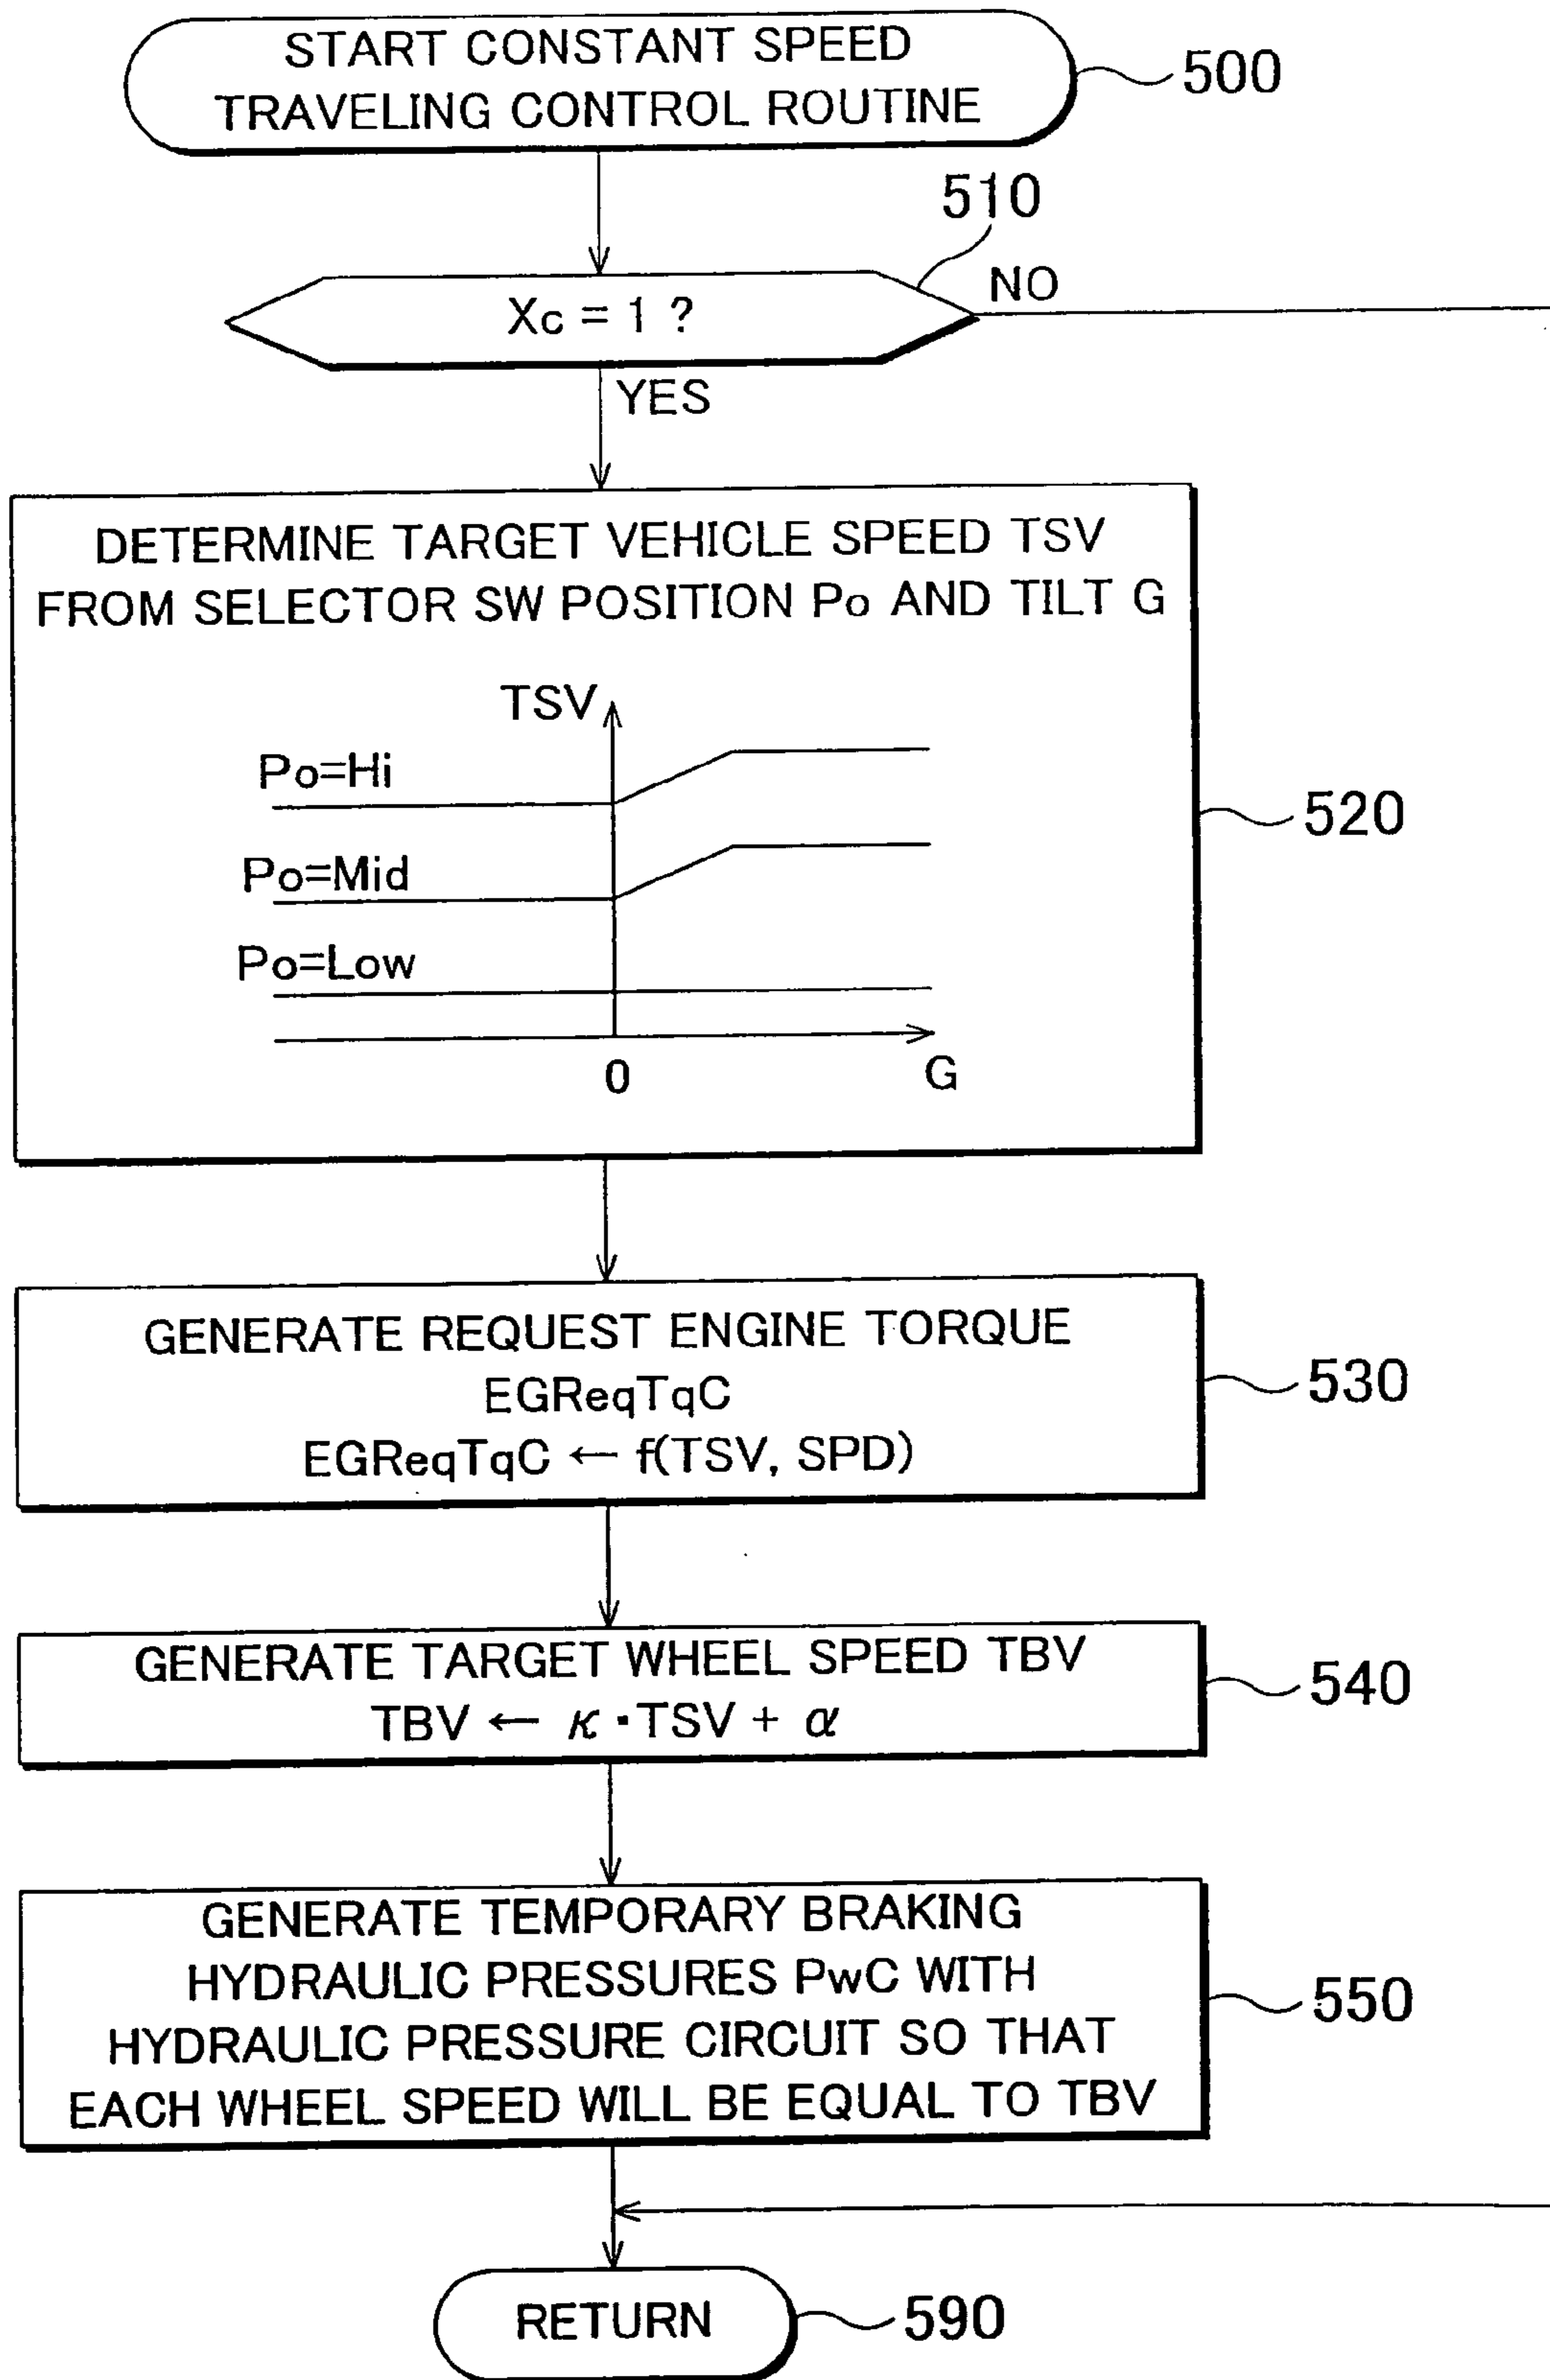 START CONSTANT SPEED
TRAVELING CONTROL ROUTINE
500
510
Xc = 1 ?
NO
YES
DETERMINE TARGET VEHICLE SPEED TSV
FROM SELECTOR SW POSITION Po AND TILT G
TSV
Po=Hi
Po=Mid
Po=Low
0
G
520
GENERATE REQUEST ENGINE TORQUE
EGReqTqC
EGReqTqC ← f(TSV, SPD)
530
GENERATE TARGET WHEEL SPEED TBV
TBV ← κ・TSV + α
540
GENERATE TEMPORARY BRAKING
HYDRAULIC PRESSURES PwC WITH
HYDRAULIC PRESSURE CIRCUIT SO THAT
EACH WHEEL SPEED WILL BE EQUAL TO TBV
550
RETURN
590